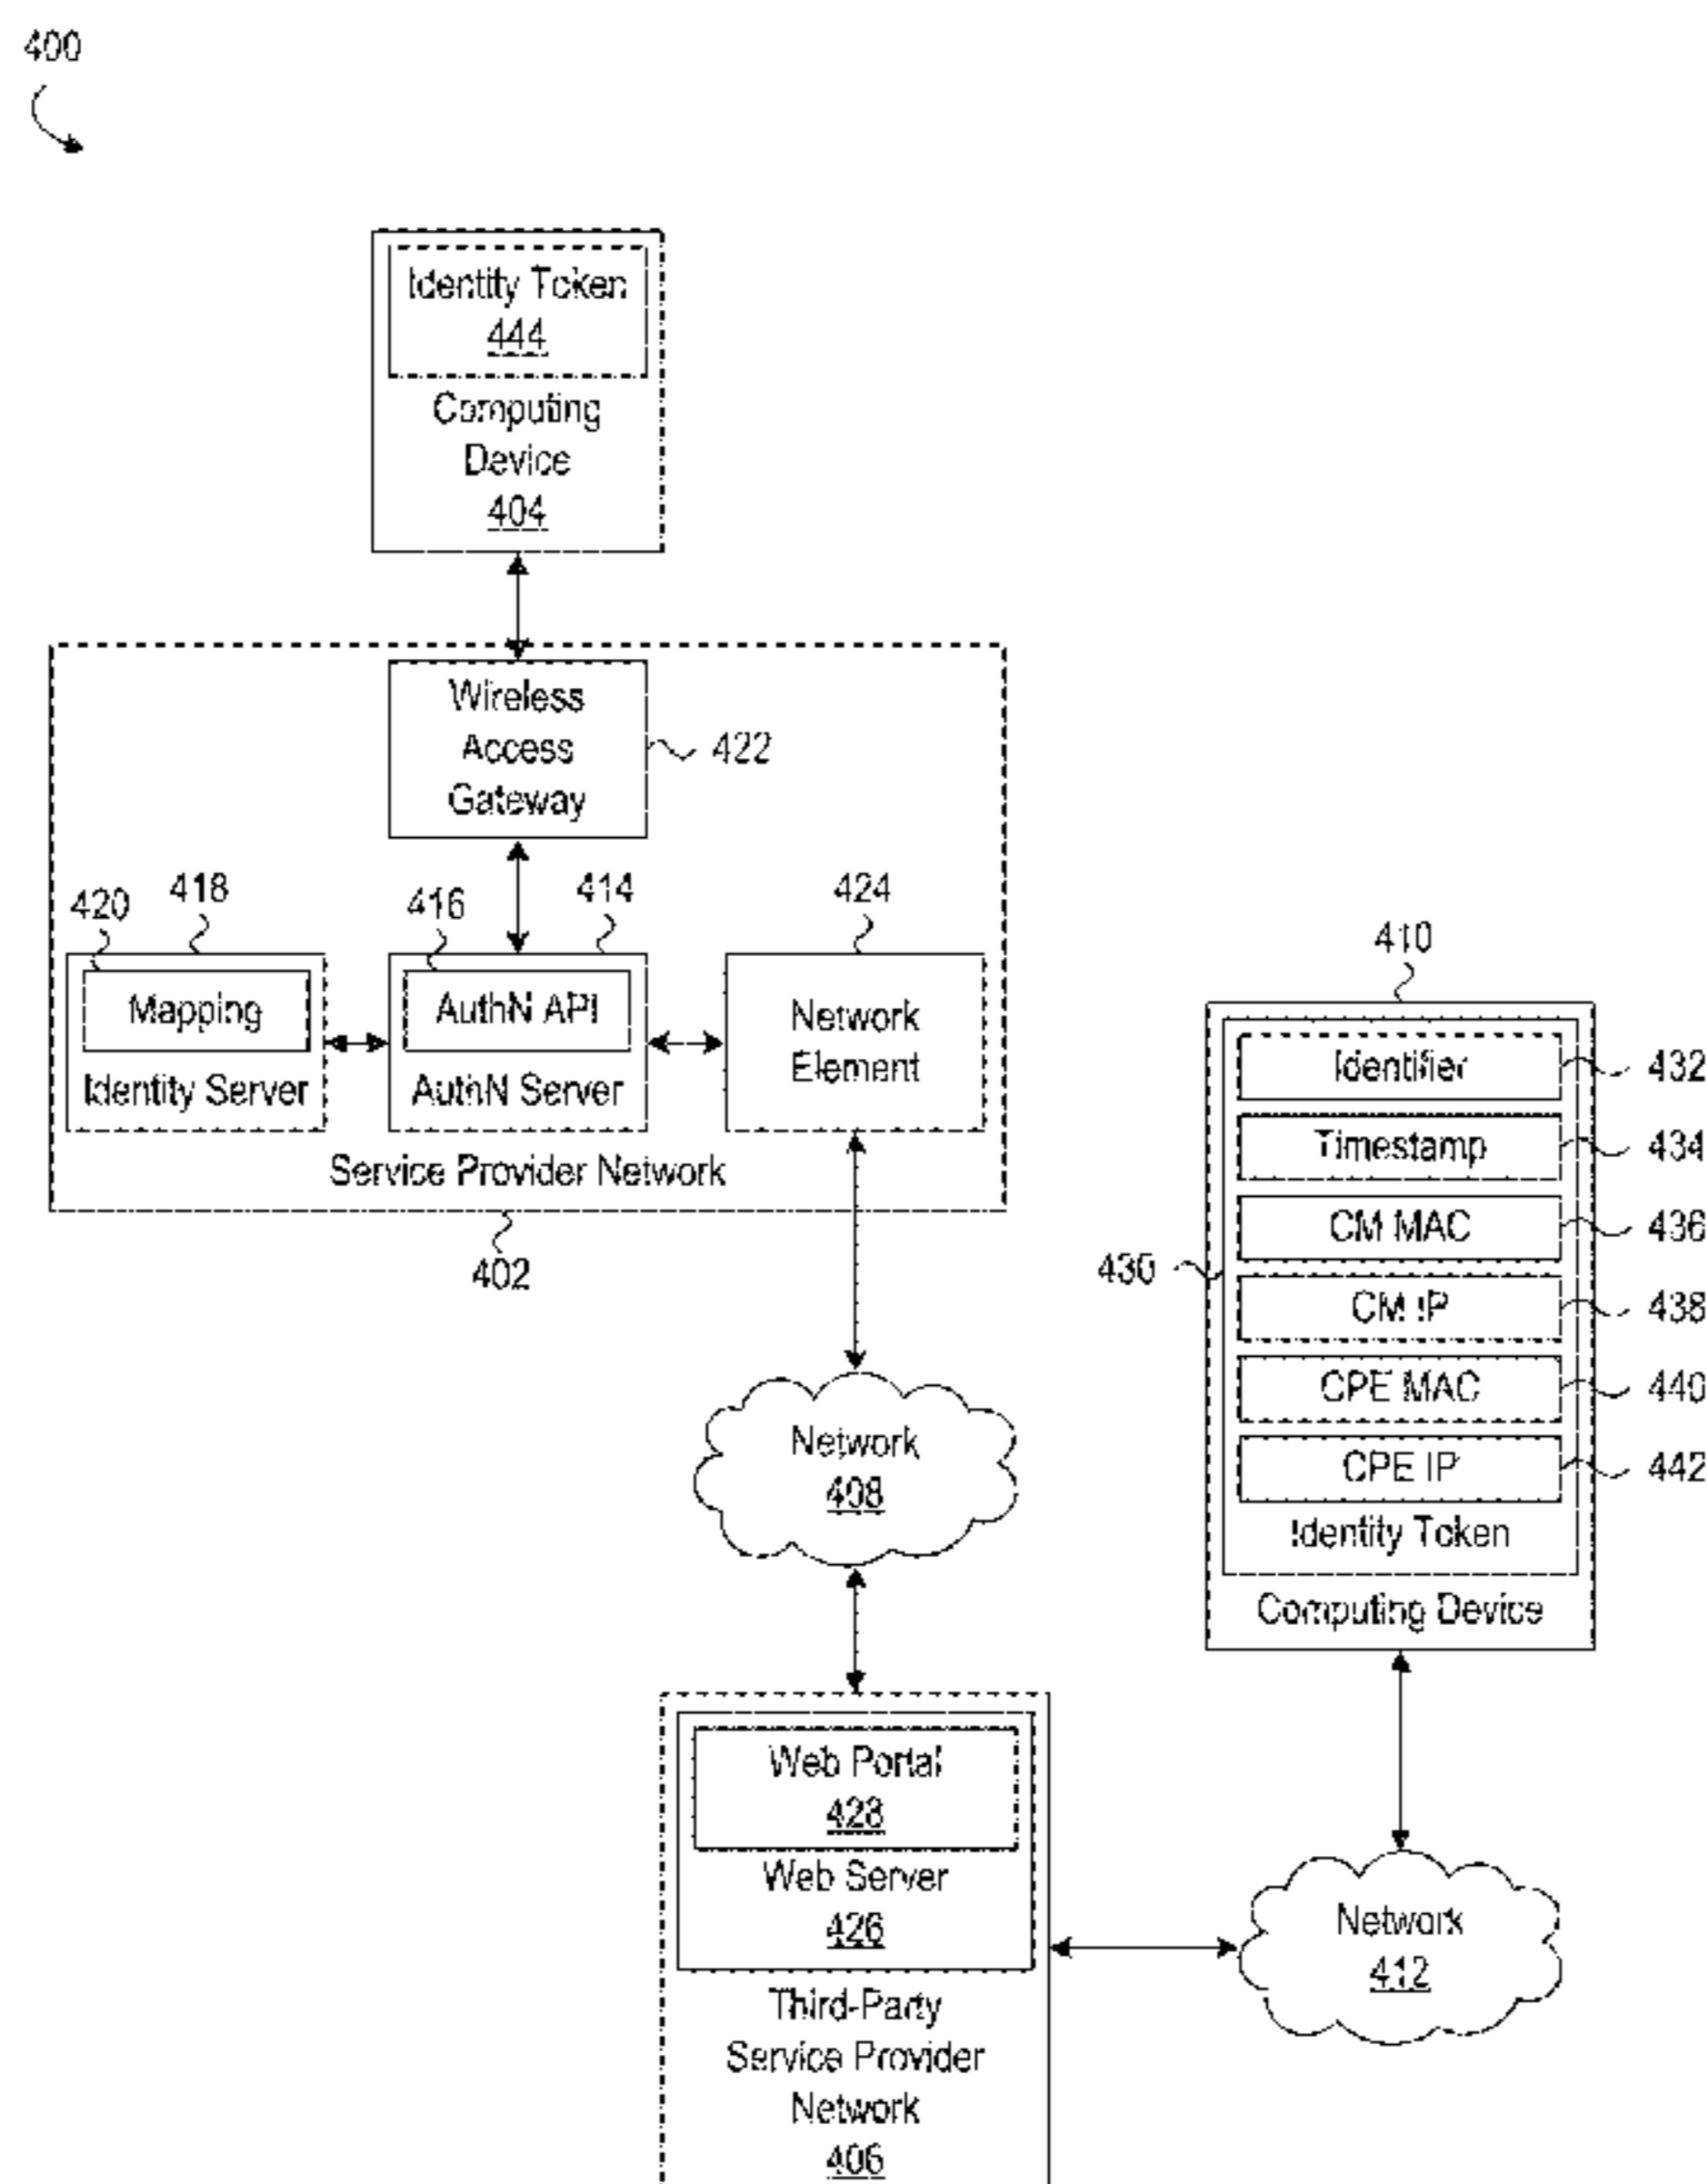 400
Identity Token
444
Computing
Device
404
Wireless
Access
Gateway
422
420
418
416
414
424
Mapping
Identity Server
AuthN API
AuthN Server
Network
Element
Service Provider Network
402
410
Identifier
432
Timestamp
434
CM MAC
436
430
CM IP
438
CPE MAC
440
CPE IP
442
Identity Token
Computing Device
Network
408
Web Portal
428
Web Server
426
Third-Party
Service Provider
Network
406
Network
412